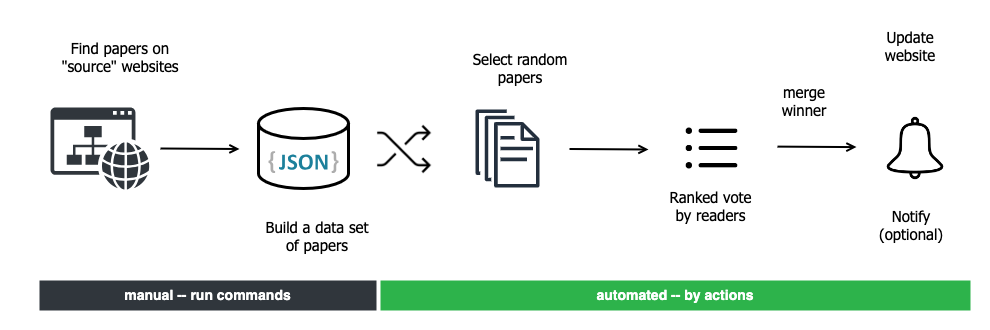 Find papers on
"source" websites
{JSON}
Build a data set
of papers
Select random
papers
Ranked vote
by readers
merge
winner
Update
website
Notify
(optional)
manual -- run commands
automated -- by actions